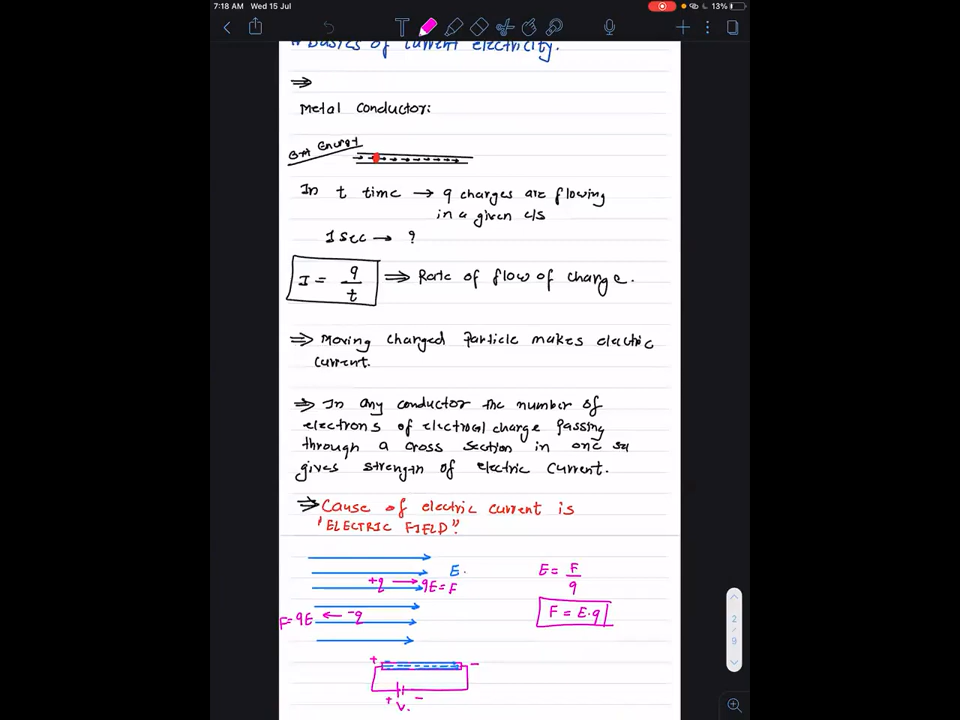 7:18 AM Wed 15 Jul
13%
# Basics of current electricity.
⇒
Metal Conductor:
In t time → q charges are flowing
in a given c/s
1 sec → ?
I = q/t ⇒ Rate of flow of charge.
⇒ Moving charged Particle makes electric
current.
⇒ In any conductor the number of
electrons of electrical charge passing
through a cross section in one
gives strength of electric current.
⇒ Cause of electric current is
"ELECTRIC FIELD".
E.
+q → qE = F
F = qE ← -q
E = F/q
F = E.q
+ -
+ -
V.
2
9